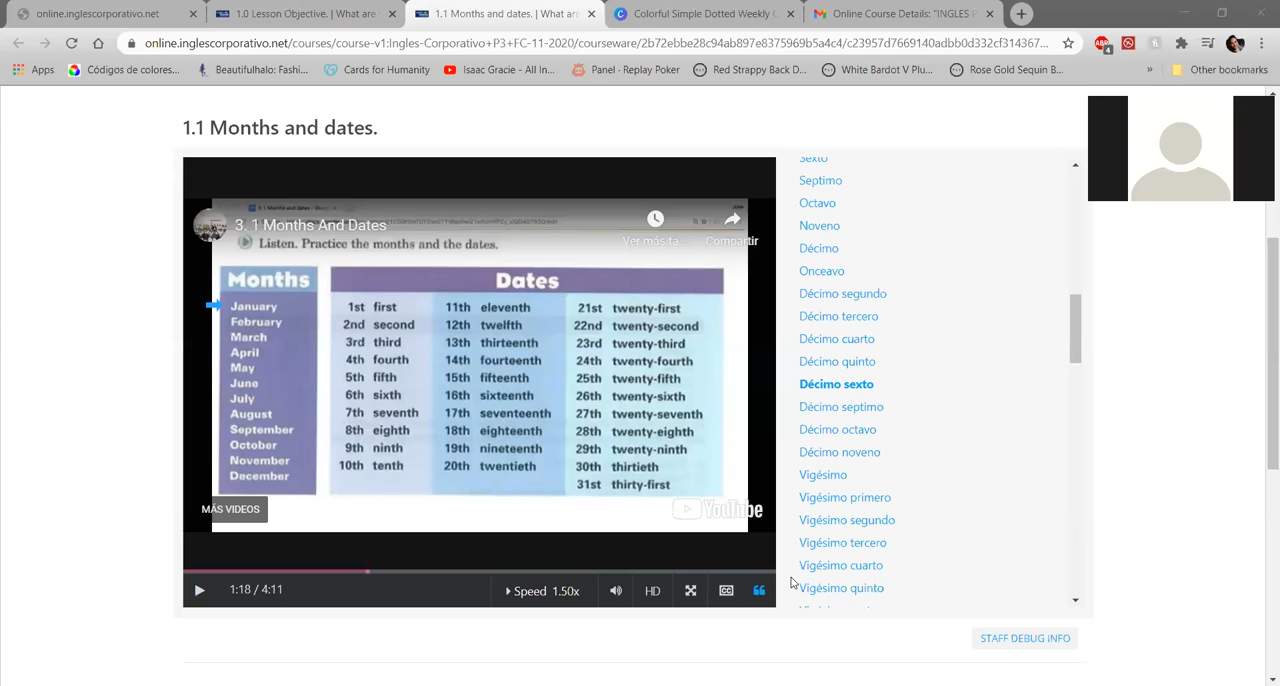 online.inglescorporativo.net
1.0 Lesson Objective. | What are
1.1 Months and dates. | What are
Colorful Simple Dotted Weekly C
Online Course Details: "INGLES P
online.inglescorporativo.net/courses/course-v1:Ingles-Corporativo+P3+FC-11-2020/courseware/2b72ebbe28c94ab897e8375969b5a4c4/c23957d7669140adbb0d332cf314367...
Apps
Códigos de colores...
Beautifulhalo: Fashi...
Cards for Humanity
Isaac Gracie - All In...
Panel · Replay Poker
Red Strappy Back D...
White Bardot V Plu...
Rose Gold Sequin B...
»
Other bookmarks
1.1 Months and dates.
3. 1 Months And Dates
Ver más ta...
Compartir
Listen. Practice the months and the dates.
Months
January
February
March
April
May
June
July
August
September
October
November
December
Dates
1st first
2nd second
3rd third
4th fourth
5th fifth
6th sixth
7th seventh
8th eighth
9th ninth
10th tenth
11th eleventh
12th twelfth
13th thirteenth
14th fourteenth
15th fifteenth
16th sixteenth
17th seventeenth
18th eighteenth
19th nineteenth
20th twentieth
21st twenty-first
22nd twenty-second
23rd twenty-third
24th twenty-fourth
25th twenty-fifth
26th twenty-sixth
27th twenty-seventh
28th twenty-eighth
29th twenty-ninth
30th thirtieth
31st thirty-first
MÁS VIDEOS
YouTube
1:18 / 4:11
Speed 1.50x
HD
CC
Sexto
Septimo
Octavo
Noveno
Décimo
Onceavo
Décimo segundo
Décimo tercero
Décimo cuarto
Décimo quinto
Décimo sexto
Décimo septimo
Décimo octavo
Décimo noveno
Vigésimo
Vigésimo primero
Vigésimo segundo
Vigésimo tercero
Vigésimo cuarto
Vigésimo quinto
STAFF DEBUG INFO